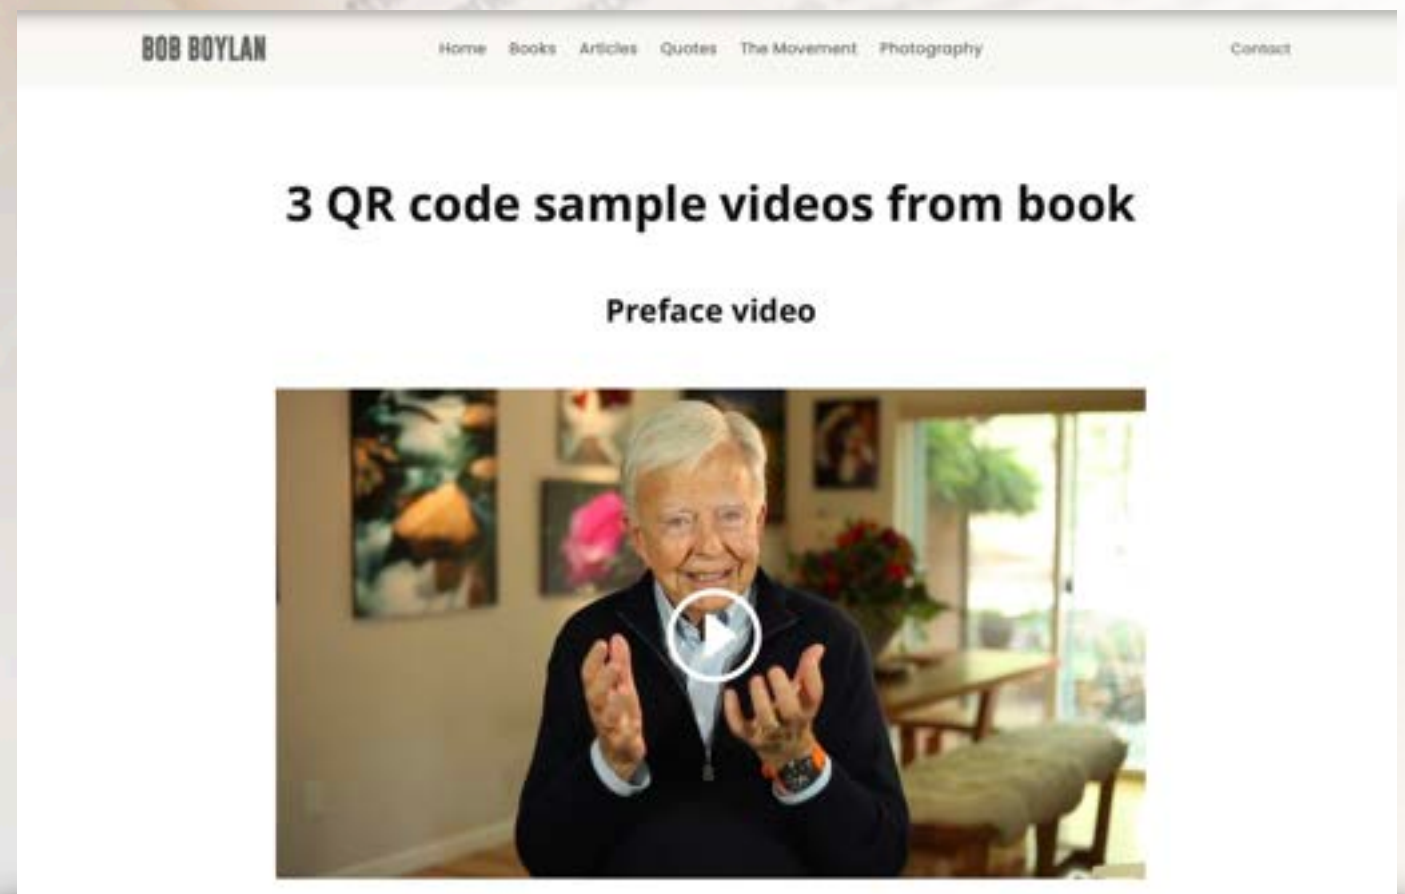 BOB BOYLAN
Home Books Articles Quotes The Movement Photography Contact
3 QR code sample videos from book
Preface video